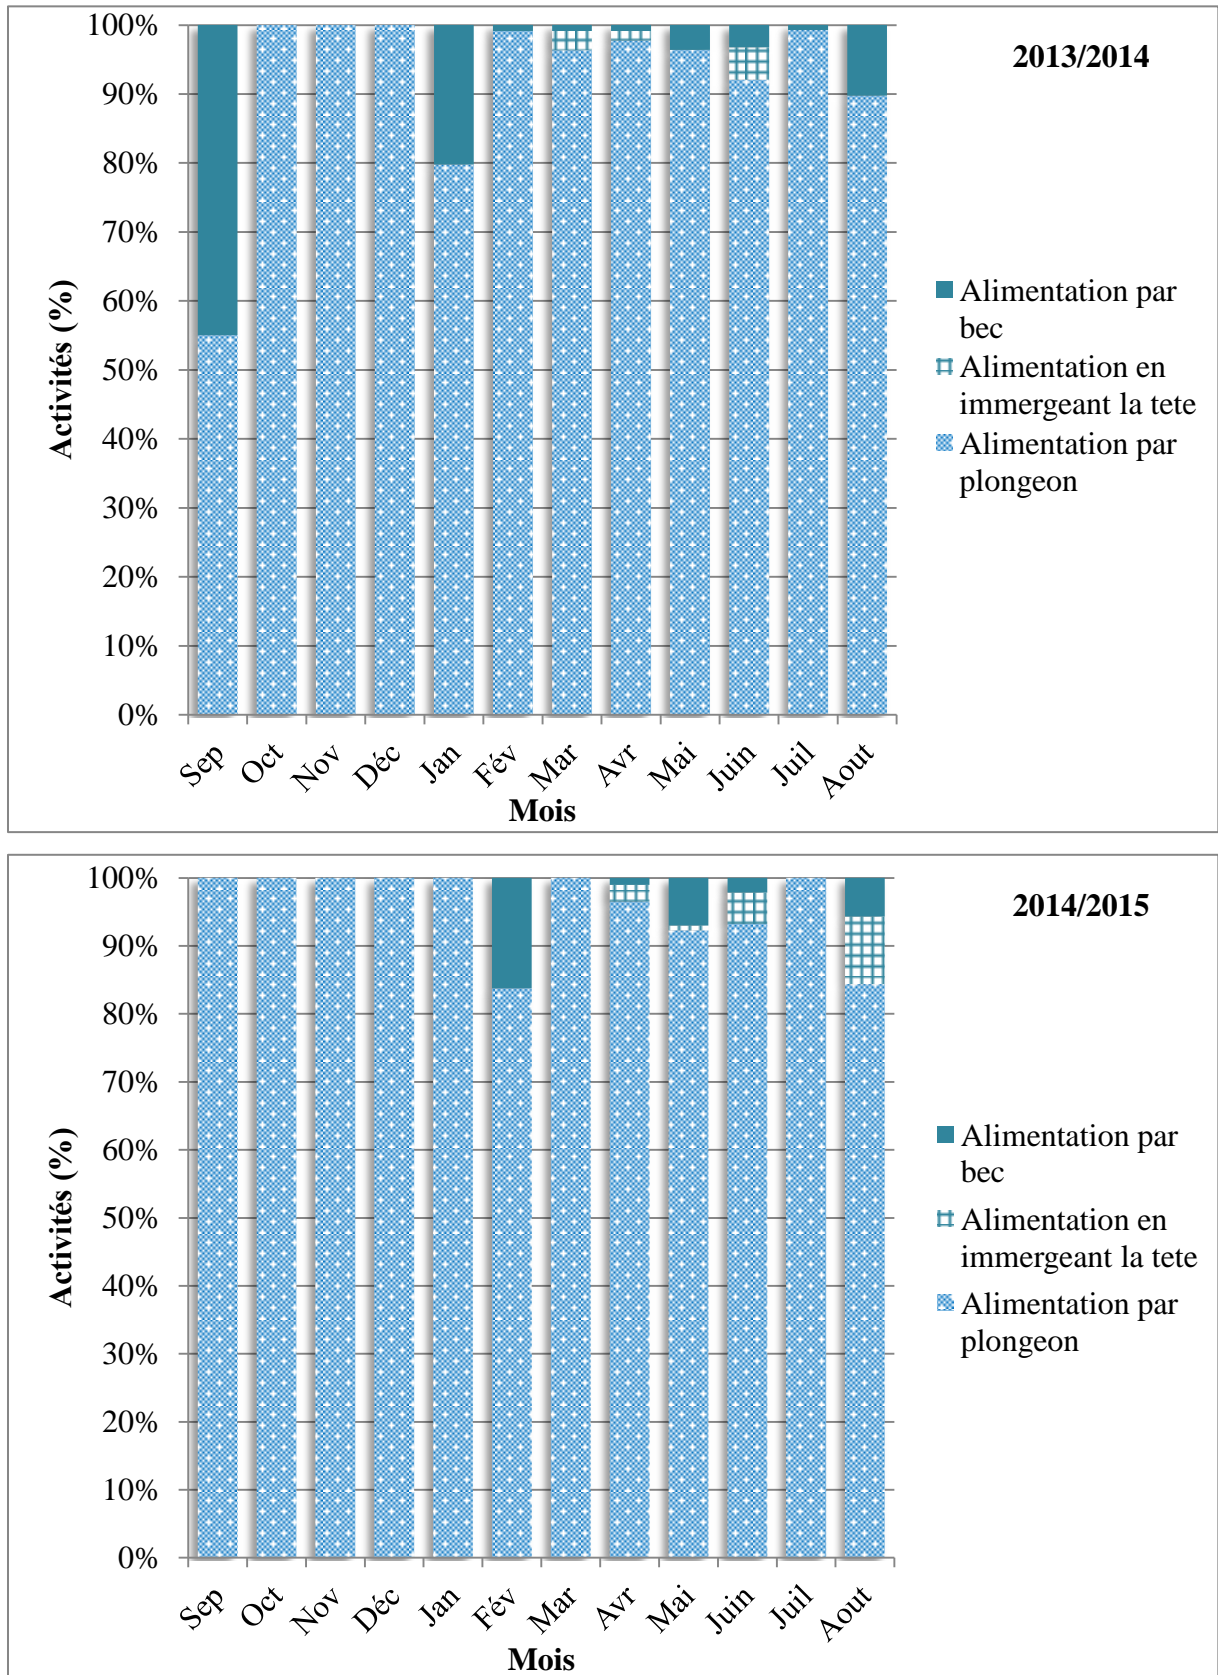 2013/2014
100%
90%
80%
70%
60%
50%
40%
30%
20%
10%
0%
Activités (%)
Sep Oct Nov Déc Jan Fév Mar Avr Mai Juin Juil Aout
Mois
Alimentation par
bec
Alimentation en
immergeant la tete
Alimentation par
plongeon
2014/2015
100%
90%
80%
70%
60%
50%
40%
30%
20%
10%
0%
Activités (%)
Sep Oct Nov Déc Jan Fév Mar Avr Mai Juin Juil Aout
Mois
Alimentation par
bec
Alimentation en
immergeant la tete
Alimentation par
plongeon